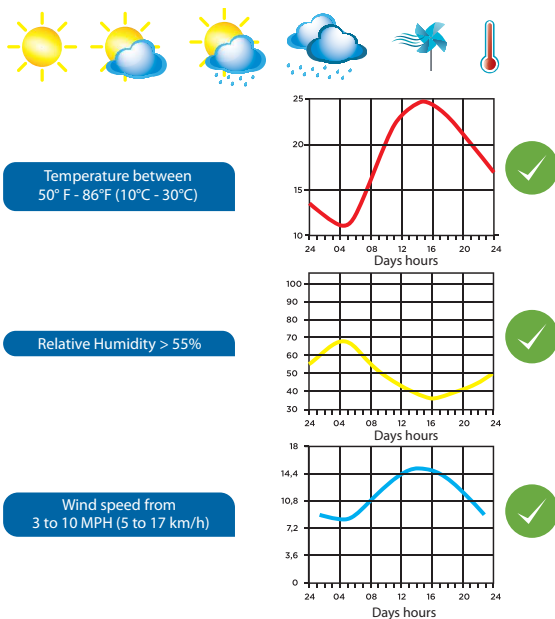 25
20
15
10
24 04 08 12 16 20 24
Days hours
Temperature between
50° F - 86°F (10°C - 30°C)
100
90
80
70
60
50
40
30
24 04 08 12 16 20 24
Days hours
Relative Humidity > 55%
18
14,4
10,8
7,2
3,6
0
24 04 08 12 16 20 24
Days hours
Wind speed from
3 to 10 MPH (5 to 17 km/h)